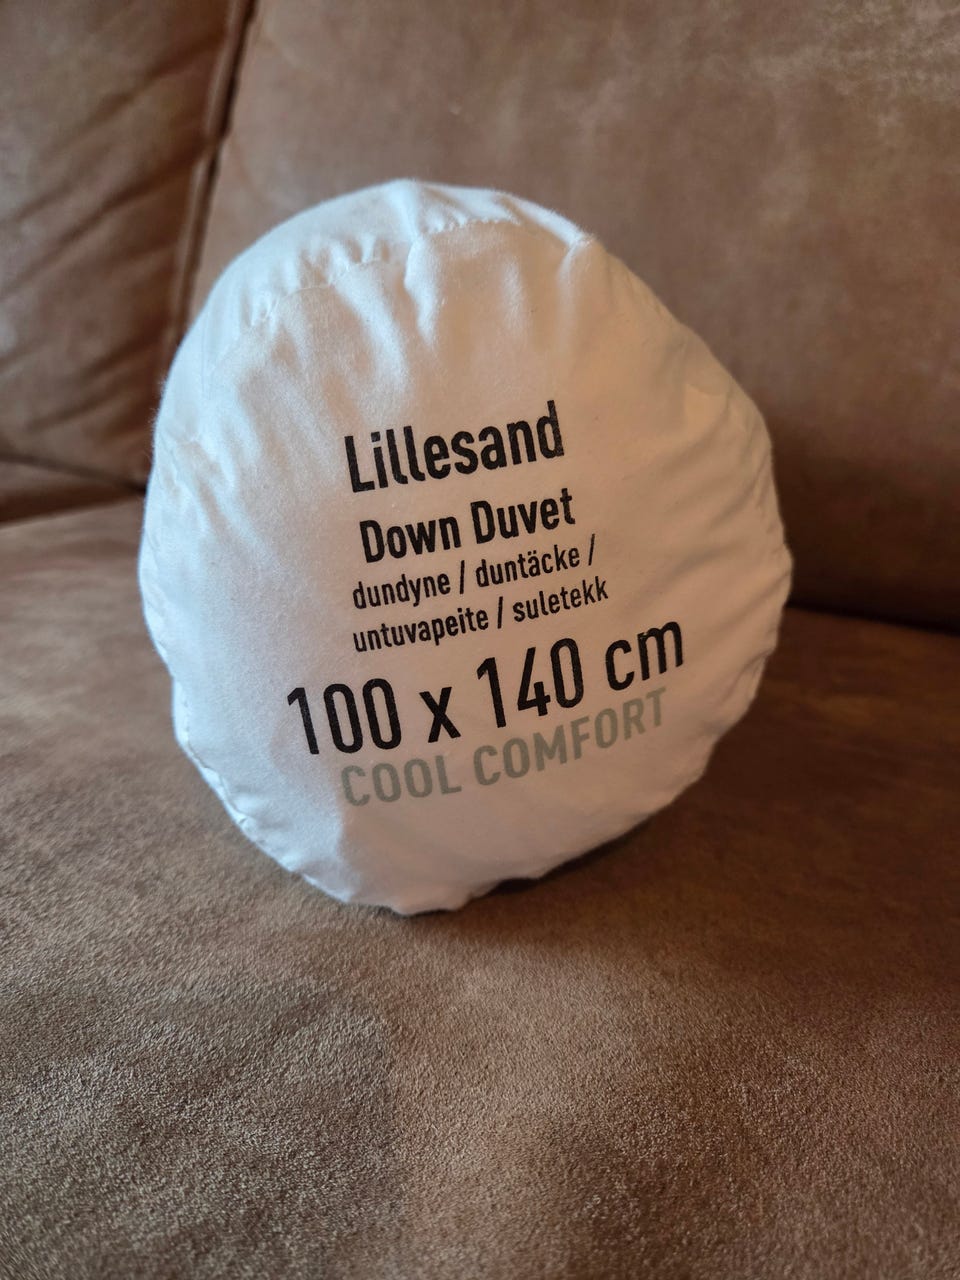 Lillesand
Down Duvet
dundyne / duntäcke /
untuvapeite / suletekk
100 x 140 cm
COOL COMFORT